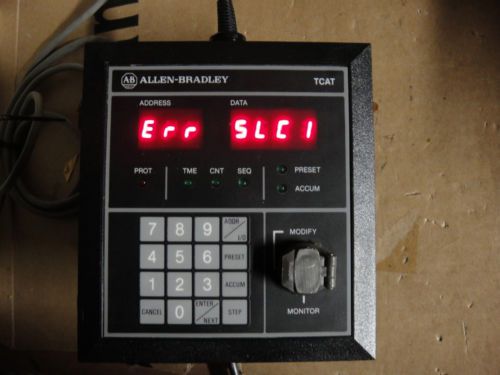 AB ALLEN-BRADLEY TCAT
ADDRESS DATA
Err SLC1
PROT TME CNT SEQ PRESET
ACCUM
7 8 9 ADDR/I/O
4 5 6 PRESET
1 2 3 ACCUM
CANCEL 0 ENTER/NEXT STEP
MODIFY
MONITOR